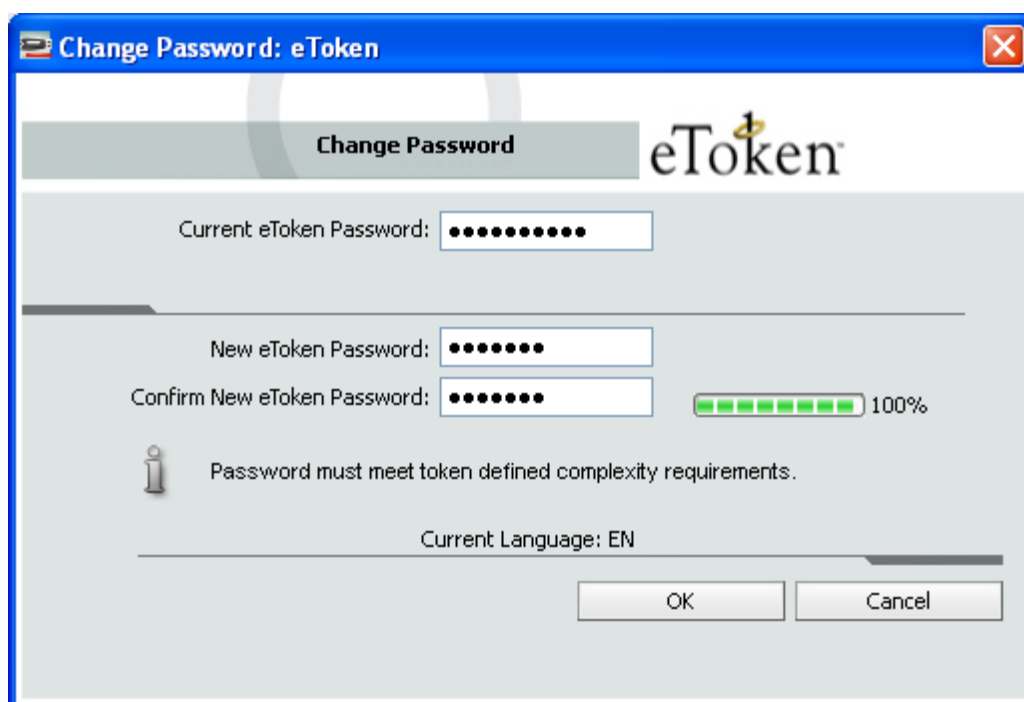 Change Password: eToken
Change Password
eToken
Current eToken Password: ●●●●●●●●●●
New eToken Password: ●●●●●●●
Confirm New eToken Password: ●●●●●●●
100%
Password must meet token defined complexity requirements.
Current Language: EN
OK Cancel